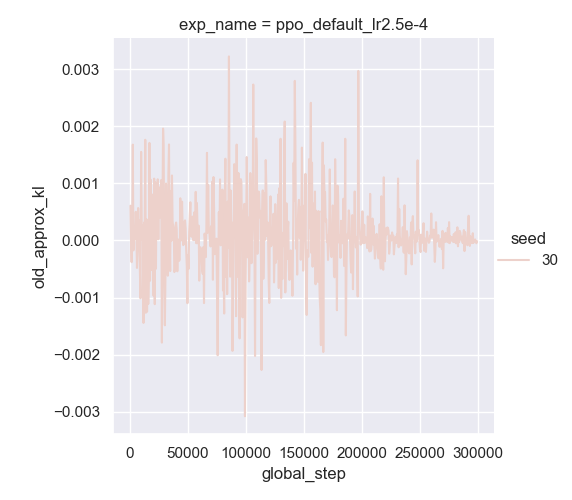 exp_name = ppo_default_lr2.5e-4
0.003
0.002
0.001
0.000
−0.001
−0.002
−0.003
old_approx_kl
0 50000 100000 150000 200000 250000 300000
global_step
seed
30